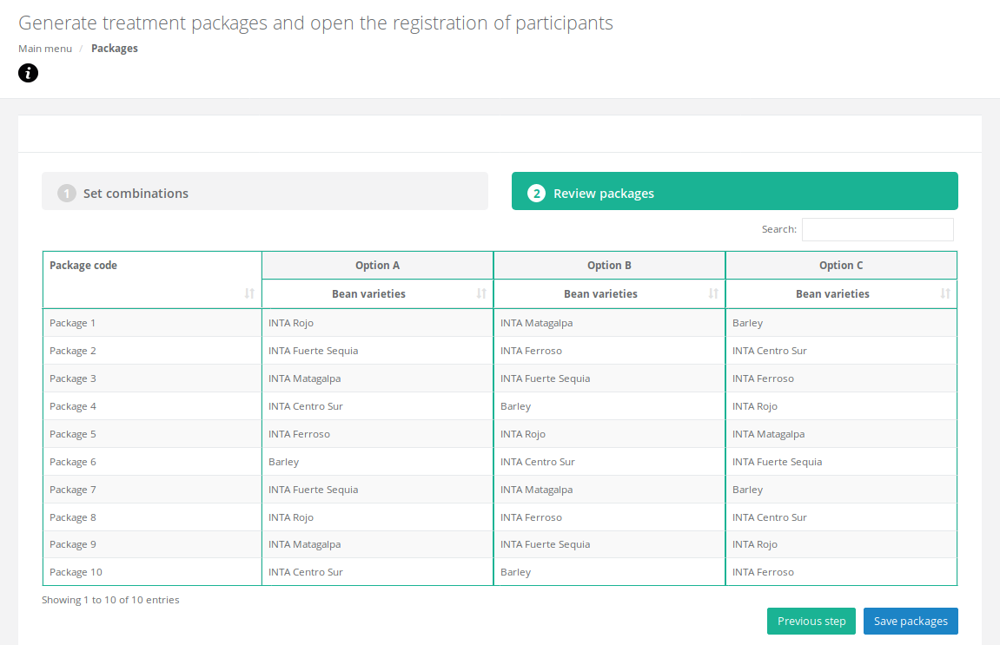 Generate treatment packages and open the registration of participants
Main menu / Packages
i
1 Set combinations
2 Review packages
Search:
Package code Option A Option B Option C
Bean varieties Bean varieties Bean varieties
Package 1 INTA Rojo INTA Matagalpa Barley
Package 2 INTA Fuerte Sequia INTA Ferroso INTA Centro Sur
Package 3 INTA Matagalpa INTA Fuerte Sequia INTA Ferroso
Package 4 INTA Centro Sur Barley INTA Rojo
Package 5 INTA Ferroso INTA Rojo INTA Matagalpa
Package 6 Barley INTA Centro Sur INTA Fuerte Sequia
Package 7 INTA Fuerte Sequia INTA Matagalpa Barley
Package 8 INTA Rojo INTA Ferroso INTA Centro Sur
Package 9 INTA Matagalpa INTA Fuerte Sequia INTA Rojo
Package 10 INTA Centro Sur Barley INTA Ferroso
Showing 1 to 10 of 10 entries
Previous step Save packages